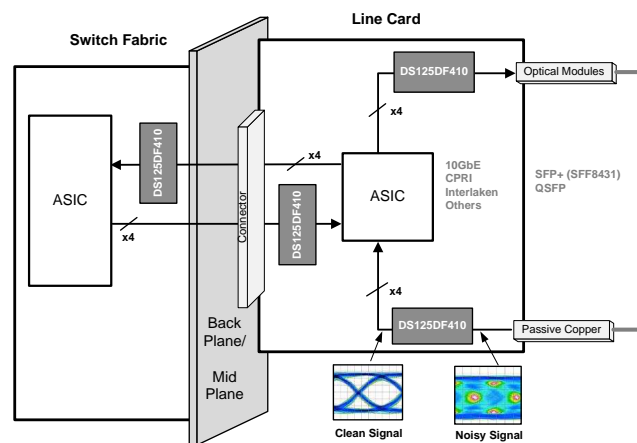 Switch Fabric
Line Card
DS125DF410
Optical Modules
x4
DS125DF410
x4
ASIC
x4
Connector
DS125DF410
ASIC
10GbE
CPRI
Interlaken
Others
SFP+ (SFF8431)
QSFP
x4
Back
Plane/
Mid
Plane
DS125DF410
Passive Copper
Clean Signal
Noisy Signal